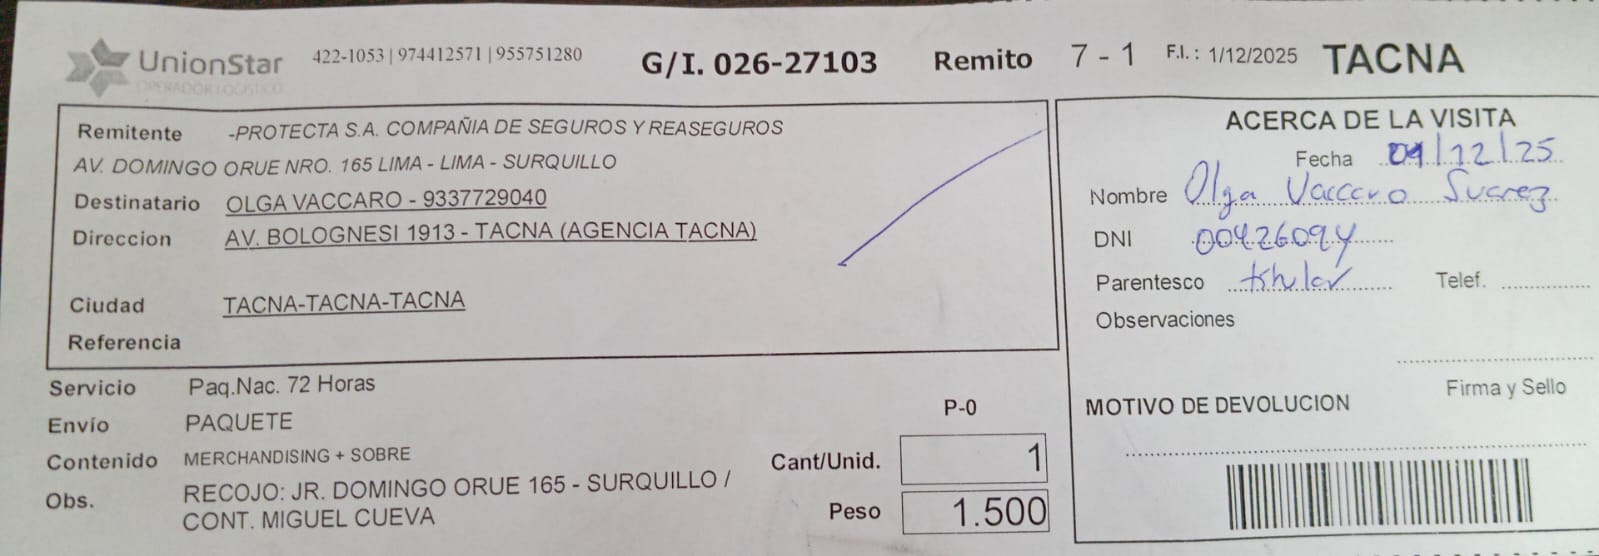 UnionStar
OPERADOR LOGISTICO
422-1053 | 974412571 | 955751280
G/I. 026-27103
Remito 7 - 1
F.I.: 1/12/2025
TACNA
Remitente -PROTECTA S.A. COMPAÑIA DE SEGUROS Y REASEGUROS
AV. DOMINGO ORUE NRO. 165 LIMA - LIMA - SURQUILLO
Destinatario OLGA VACCARO - 9337729040
Direccion AV. BOLOGNESI 1913 - TACNA (AGENCIA TACNA)
Ciudad TACNA-TACNA-TACNA
Referencia
Servicio Paq.Nac. 72 Horas
Envío PAQUETE
Contenido MERCHANDISING + SOBRE
Obs. RECOJO: JR. DOMINGO ORUE 165 - SURQUILLO /
CONT. MIGUEL CUEVA
P-0
Cant/Unid. 1
Peso 1.500
ACERCA DE LA VISITA
Fecha /12/25
Nombre Olga Vaccaro Suarez
DNI 00426094
Parentesco
Telef.
Observaciones
Firma y Sello
MOTIVO DE DEVOLUCION